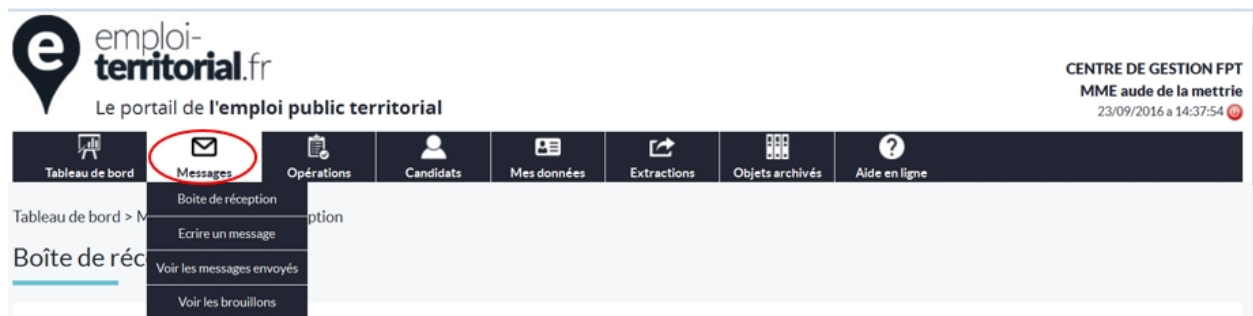 e
emploi-
territorial.fr
Le portail de l'emploi public territorial
CENTRE DE GESTION FPT
MME aude de la mettrie
23/09/2016 a 14:37:54
Tableau de bord Messages Opérations Candidats Mes données Extractions Objets archivés Aide en ligne
Boite de réception
Tableau de bord > M ption
Ecrire un message
Boîte de réc
Voir les messages envoyés
Voir les brouillons